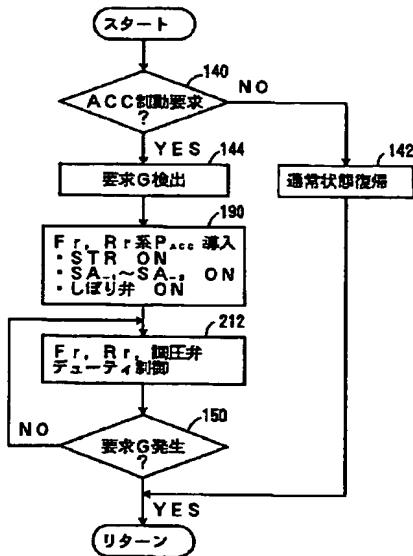 スタート
140
ACC制動要求
?
NO
YES
144
142
要求G検出
通常状態復帰
190
Fr, Rr系PACC 導入
・STR ON
・SA-1～SA-3 ON
・しぼり弁 ON
212
Fr, Rr, 調圧弁
デューティ制御
150
NO
要求G発生
?
YES
リターン